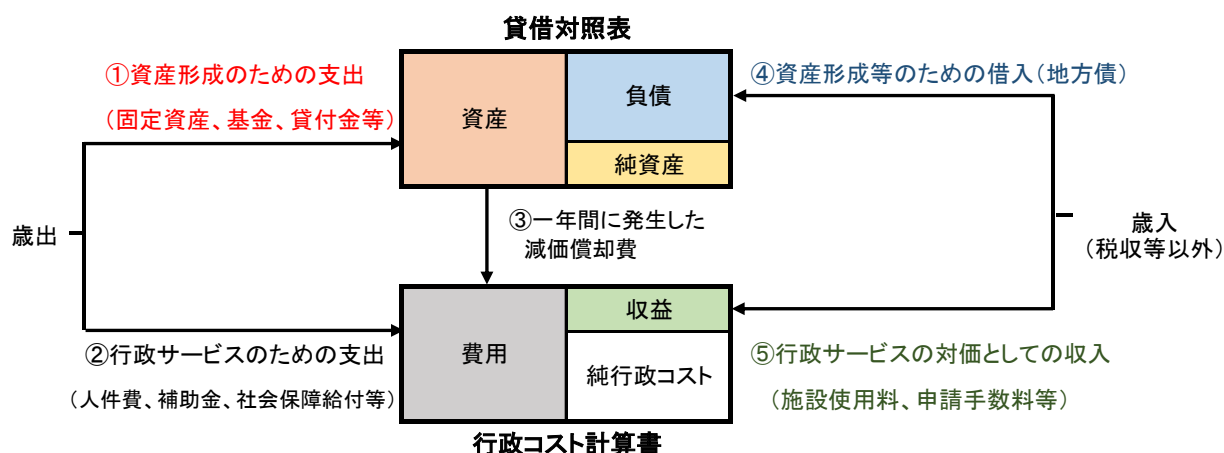 貸借対照表
①資産形成のための支出
（固定資産、基金、貸付金等）
資産
負債
純資産
④資産形成等のための借入（地方債）
歳出
③一年間に発生した
減価償却費
歳入
（税収等以外）
②行政サービスのための支出
（人件費、補助金、社会保障給付等）
費用
収益
純行政コスト
⑤行政サービスの対価としての収入
（施設使用料、申請手数料等）
行政コスト計算書